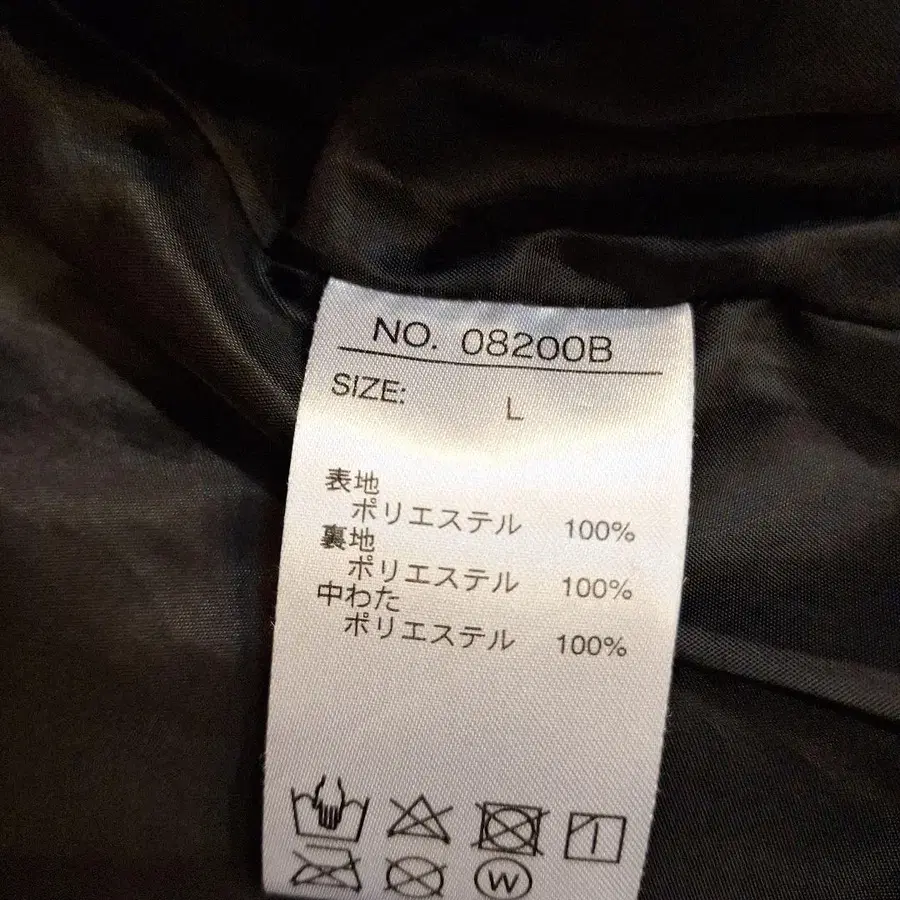 NO. 08200B
SIZE: L
表地
ポリエステル 100%
裏地
ポリエステル 100%
中わた
ポリエステル 100%
W